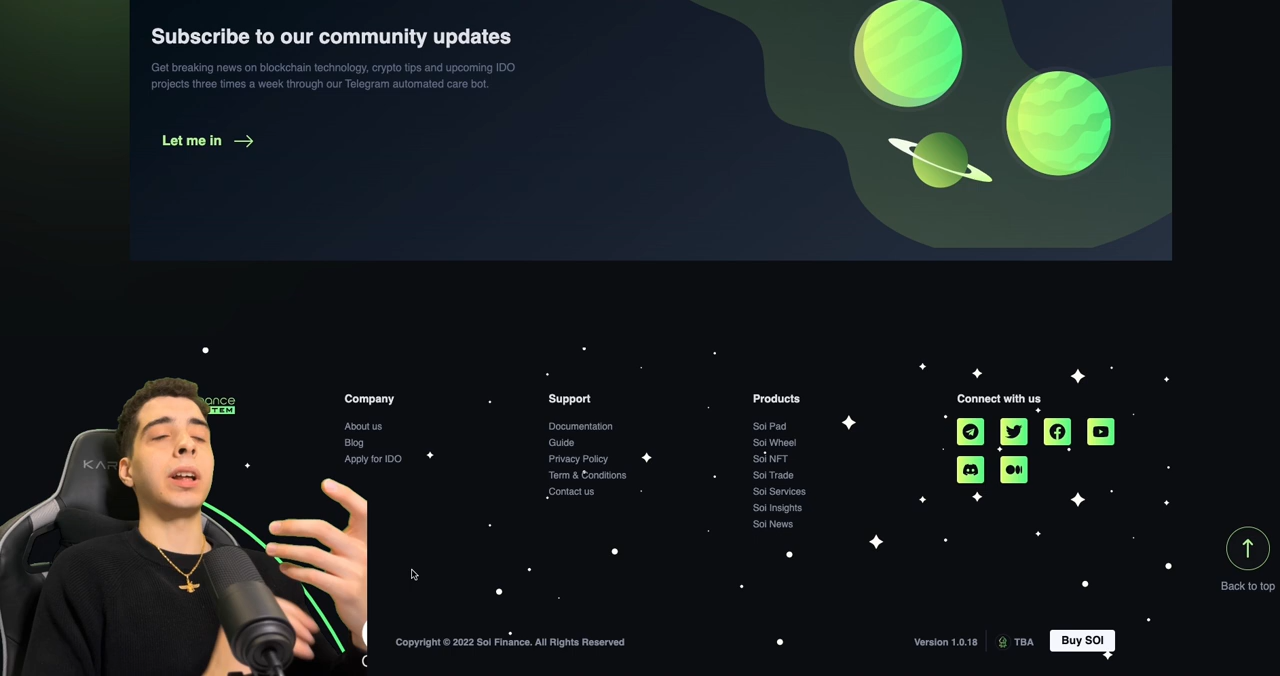 Subscribe to our community updates
Get breaking news on blockchain technology, crypto tips and upcoming IDO
projects three times a week through our Telegram automated care bot.
Let me in
Company
About us
Blog
Apply for IDO
Support
Documentation
Guide
Privacy Policy
Term & Conditions
Contact us
Products
Soi Pad
Soi Wheel
Soi NFT
Soi Trade
Soi Services
Soi Insights
Soi News
Connect with us
Back to top
Copyright © 2022 Soi Finance. All Rights Reserved
Version 1.0.18
TBA
Buy SOI